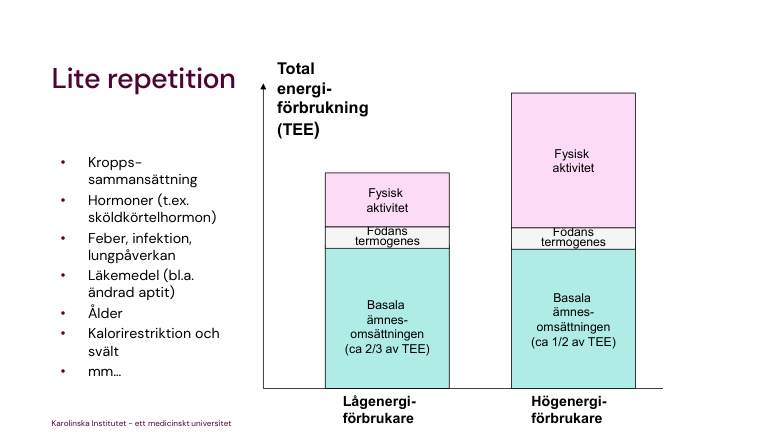 Lite repetition
• Kropps-
sammansättning
• Hormoner (t.ex.
sköldkörtelhormon)
• Feber, infektion,
lungpåverkan
• Läkemedel (bl.a.
ändrad aptit)
• Ålder
• Kalorirestriktion och
svält
• mm…
Total
energi-
förbrukning
(TEE)
Fysisk
aktivitet
Födans
termogenes
Basala
ämnes-
omsättningen
(ca 2/3 av TEE)
Lågenergi-
förbrukare
Fysisk
aktivitet
Födans
termogenes
Basala
ämnes-
omsättningen
(ca 1/2 av TEE)
Högenergi-
förbrukare
Karolinska Institutet - ett medicinskt universitet